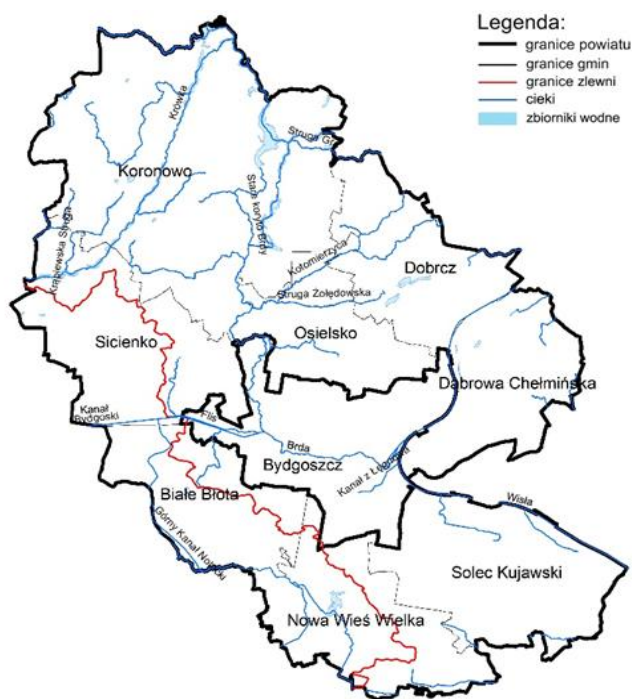 Legenda:
granice powiatu
granice gmin
granice zlewni
cieki
zbiorniki wodne
Krówka
Struga Gr
Koronowo
Stare koryto Brdy
Krąpiewska Struga
Kotomierzyca
Dobrcz
Struga Żołędowska
Sicienko
Osielsko
Dąbrowa Chełmińska
Kanał
Bydgoski
Flis
Brda
Bydgoszcz
Kanał z Łęgnowa
Białe Błota
Wisła
Górny Kanał Notecki
Solec Kujawski
Nowa Wieś Wielka